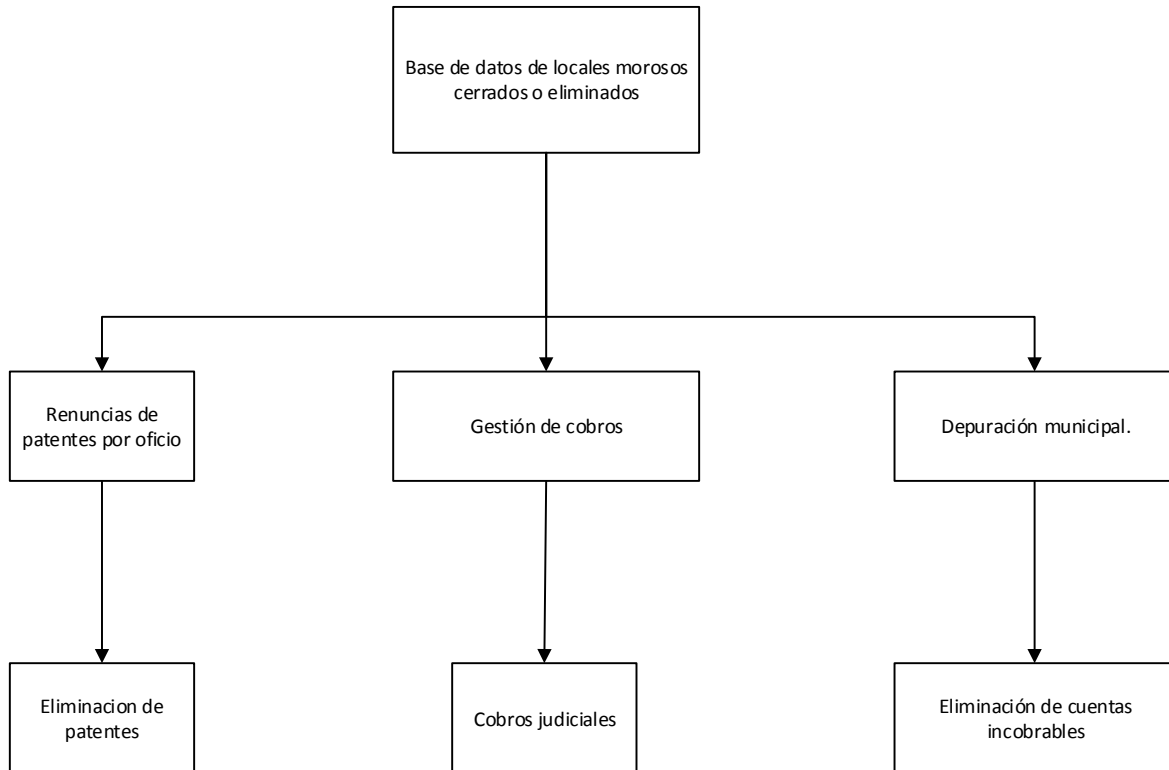 Base de datos de locales morosos
cerrados o eliminados
Renuncias de
patentes por oficio
Gestión de cobros
Depuración municipal.
Eliminacion de
patentes
Cobros judiciales
Eliminación de cuentas
incobrables